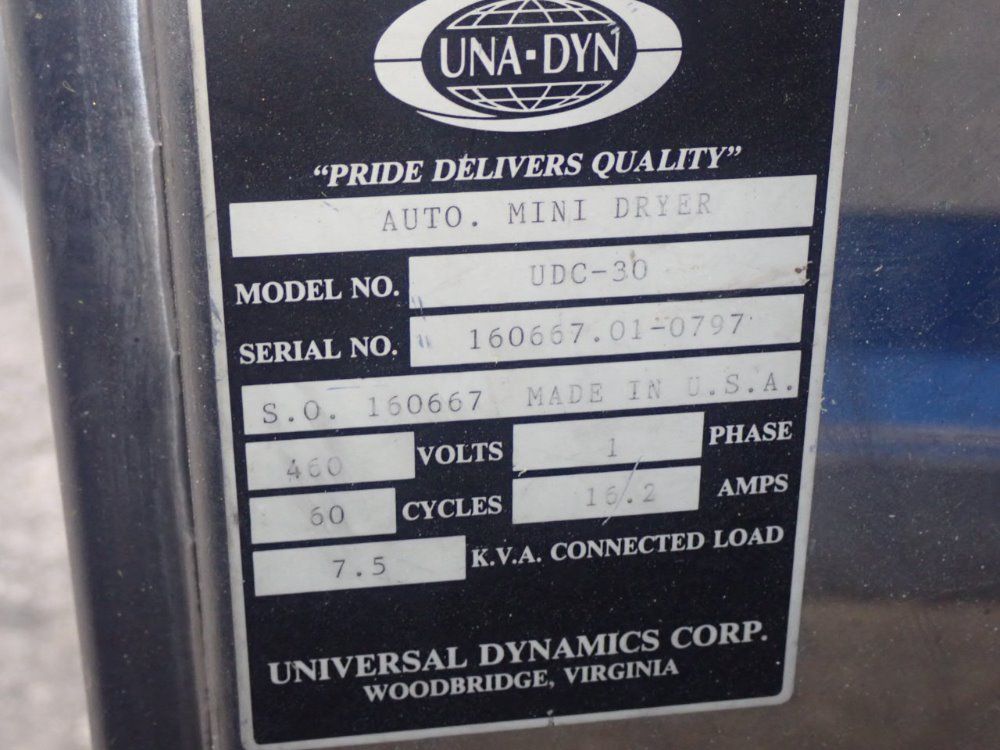 UNA-DYN
"PRIDE DELIVERS QUALITY"
AUTO. MINI DRYER
MODEL NO. UDC-30
SERIAL NO. 160667.01-0797
S.O. 160667 MADE IN U.S.A.
460 VOLTS 1 PHASE
60 CYCLES 16.2 AMPS
7.5 K.V.A. CONNECTED LOAD
UNIVERSAL DYNAMICS CORP.
WOODBRIDGE, VIRGINIA